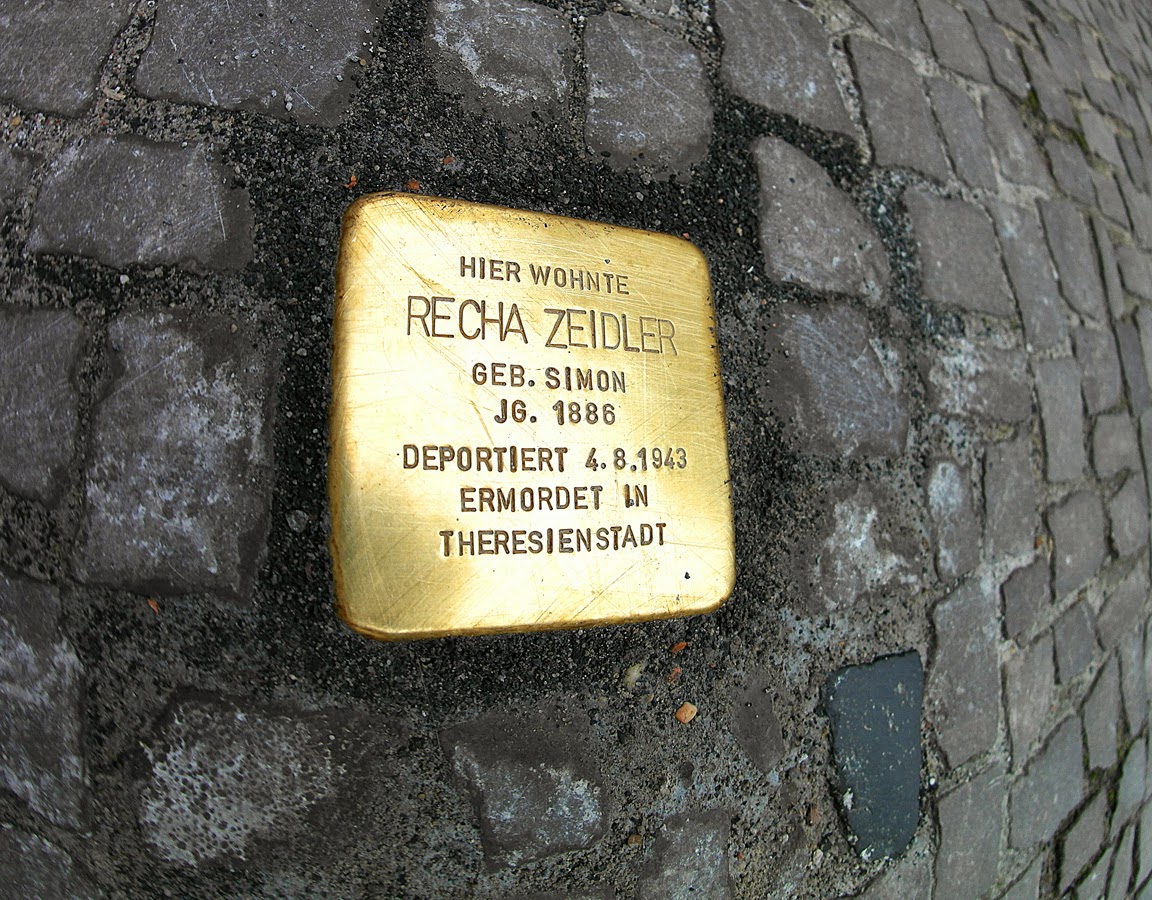 HIER WOHNTE
RECHA ZEIDLER
GEB. SIMON
JG. 1886
DEPORTIERT 4.8.1943
ERMORDET IN
THERESIENSTADT